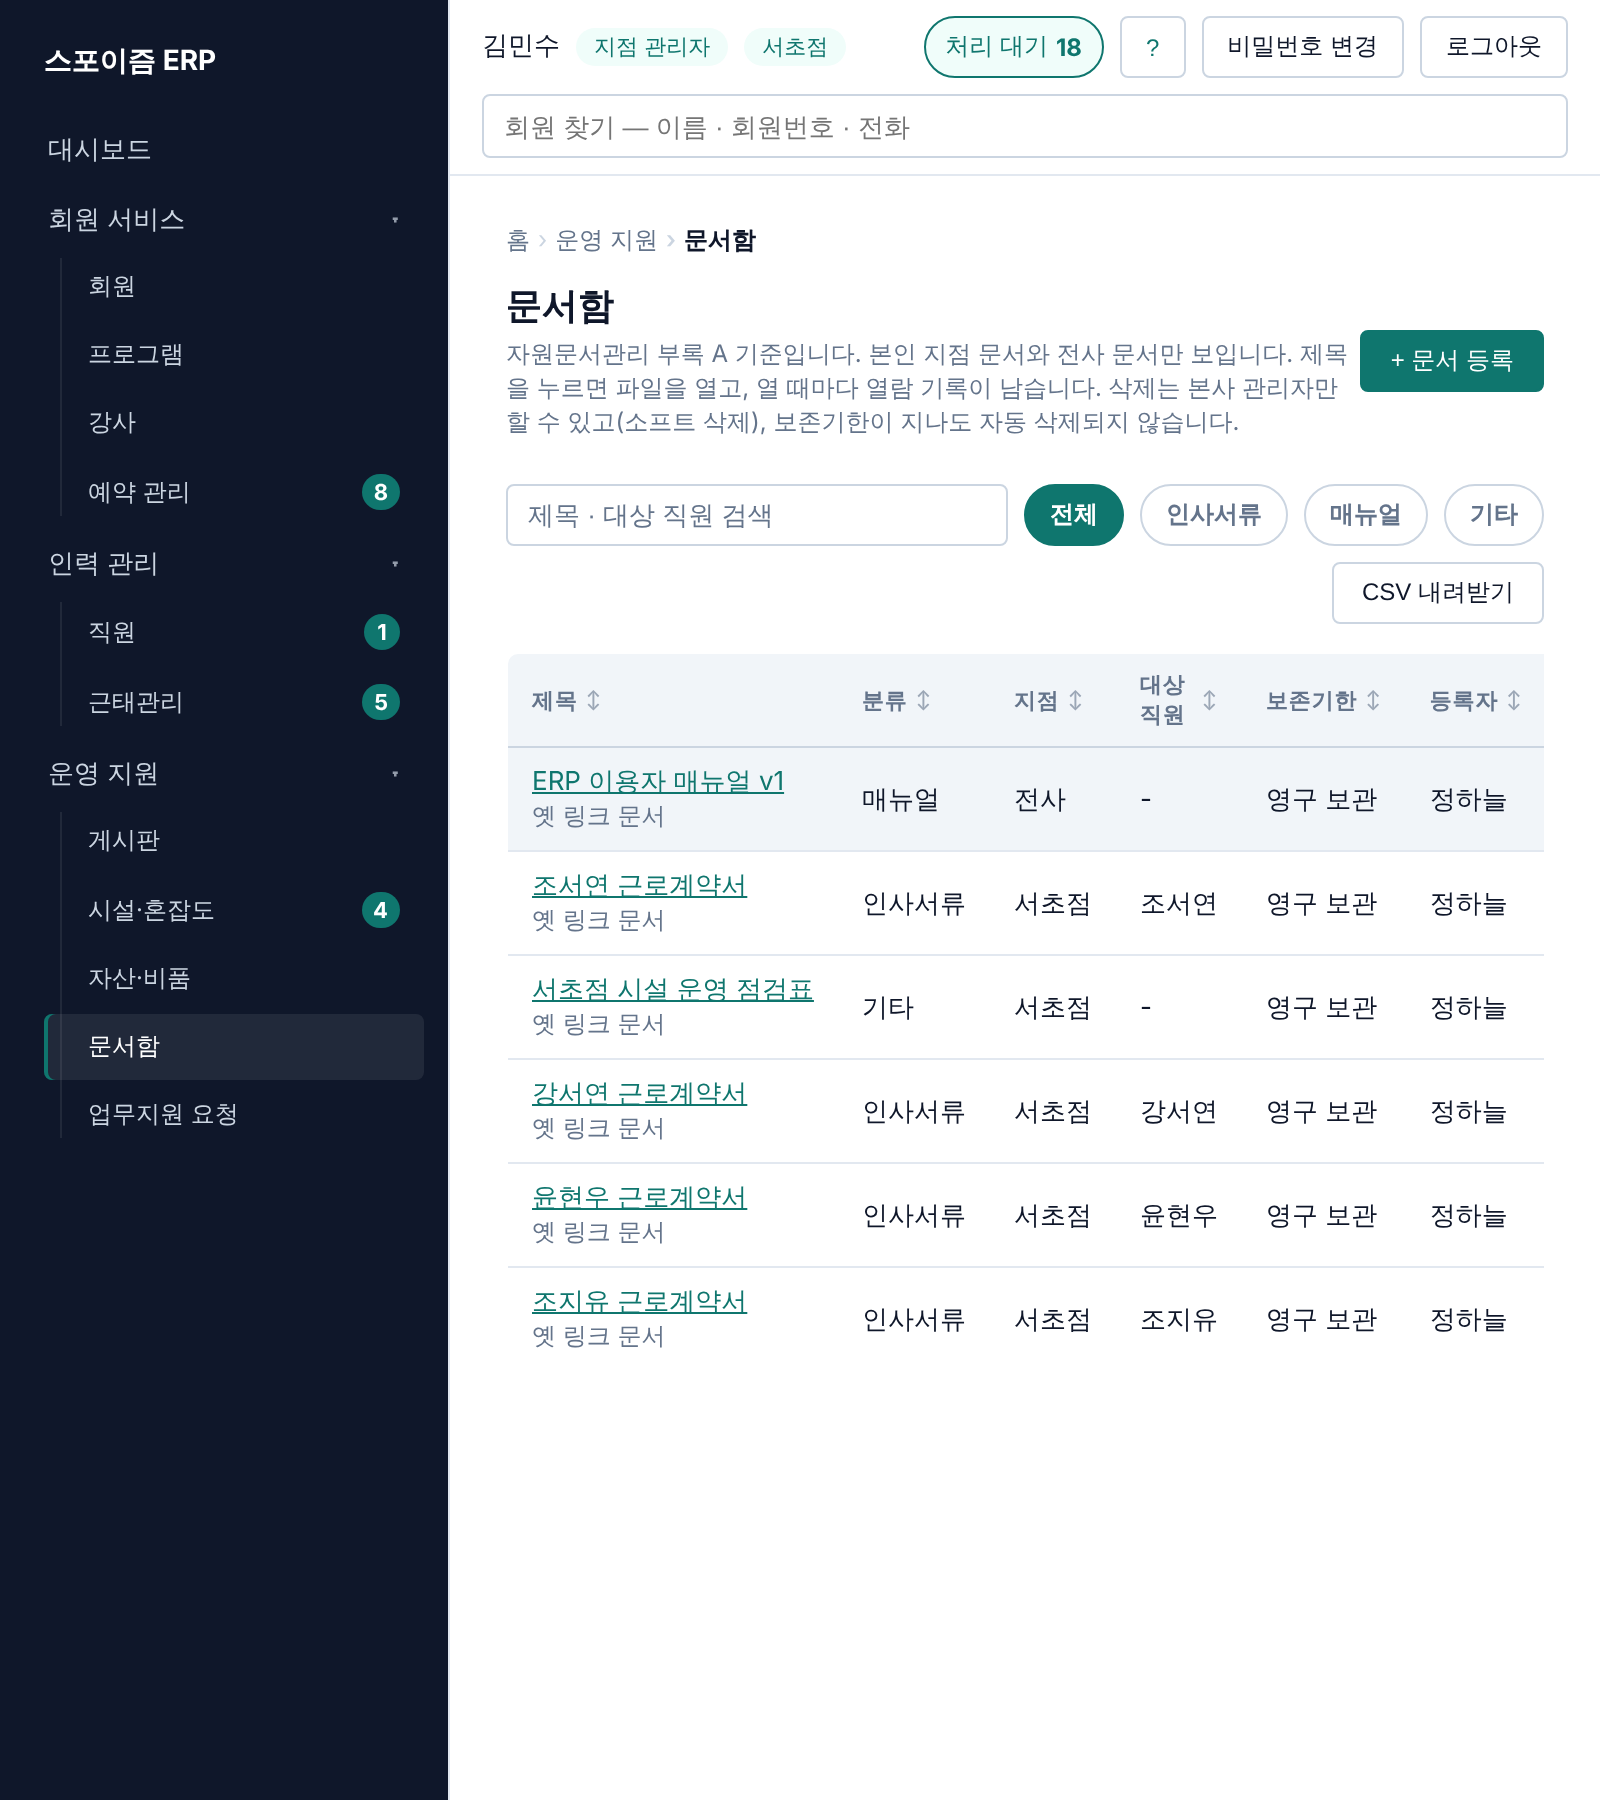 스포이즘 ERP
대시보드
회원 서비스
회원
프로그램
강사
예약 관리 8
인력 관리
직원 1
근태관리 5
운영 지원
게시판
시설·혼잡도 4
자산·비품
문서함
업무지원 요청
김민수 지점 관리자 서초점 처리 대기 18 ? 비밀번호 변경 로그아웃
회원 찾기 — 이름 · 회원번호 · 전화
홈 › 운영 지원 › 문서함
문서함
자원문서관리 부록 A 기준입니다. 본인 지점 문서와 전사 문서만 보입니다. 제목
을 누르면 파일을 열고, 열 때마다 열람 기록이 남습니다. 삭제는 본사 관리자만
할 수 있고(소프트 삭제), 보존기한이 지나도 자동 삭제되지 않습니다.
+ 문서 등록
제목 · 대상 직원 검색 전체 인사서류 매뉴얼 기타
CSV 내려받기
제목 ↕ 분류 ↕ 지점 ↕ 대상 직원 ↕ 보존기한 ↕ 등록자 ↕
ERP 이용자 매뉴얼 v1
옛 링크 문서
매뉴얼 전사 - 영구 보관 정하늘
조서연 근로계약서
옛 링크 문서
인사서류 서초점 조서연 영구 보관 정하늘
서초점 시설 운영 점검표
옛 링크 문서
기타 서초점 - 영구 보관 정하늘
강서연 근로계약서
옛 링크 문서
인사서류 서초점 강서연 영구 보관 정하늘
윤현우 근로계약서
옛 링크 문서
인사서류 서초점 윤현우 영구 보관 정하늘
조지유 근로계약서
옛 링크 문서
인사서류 서초점 조지유 영구 보관 정하늘